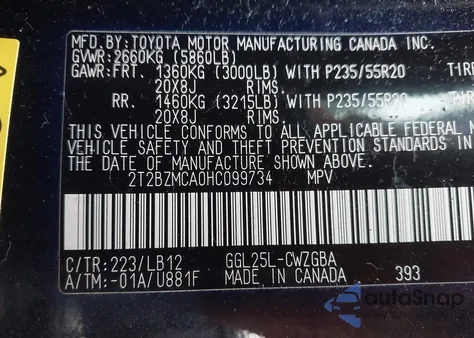 MFD. BY: TOYOTA MOTOR MANUFACTURING CANADA INC.
GVWR: 2660KG (5860LB)
GAWR: FRT. 1360KG (3000LB) WITH P235/55R20
20X8J RIMS.
RR. 1460KG (3215LB) WITH P235/55R20
20X8J RIMS.
THIS VEHICLE CONFORMS TO ALL APPLICABLE FEDERAL
VEHICLE SAFETY AND THEFT PREVENTION STANDARDS IN
THE DATE OF MANUFACTURE SHOWN ABOVE.
2T2BZMCA0HC099734 MPV
C/TR: 223/LB12 GGL25L-CWZGBA
A/TM: -01A/U881F MADE IN CANADA 393
autoSnap